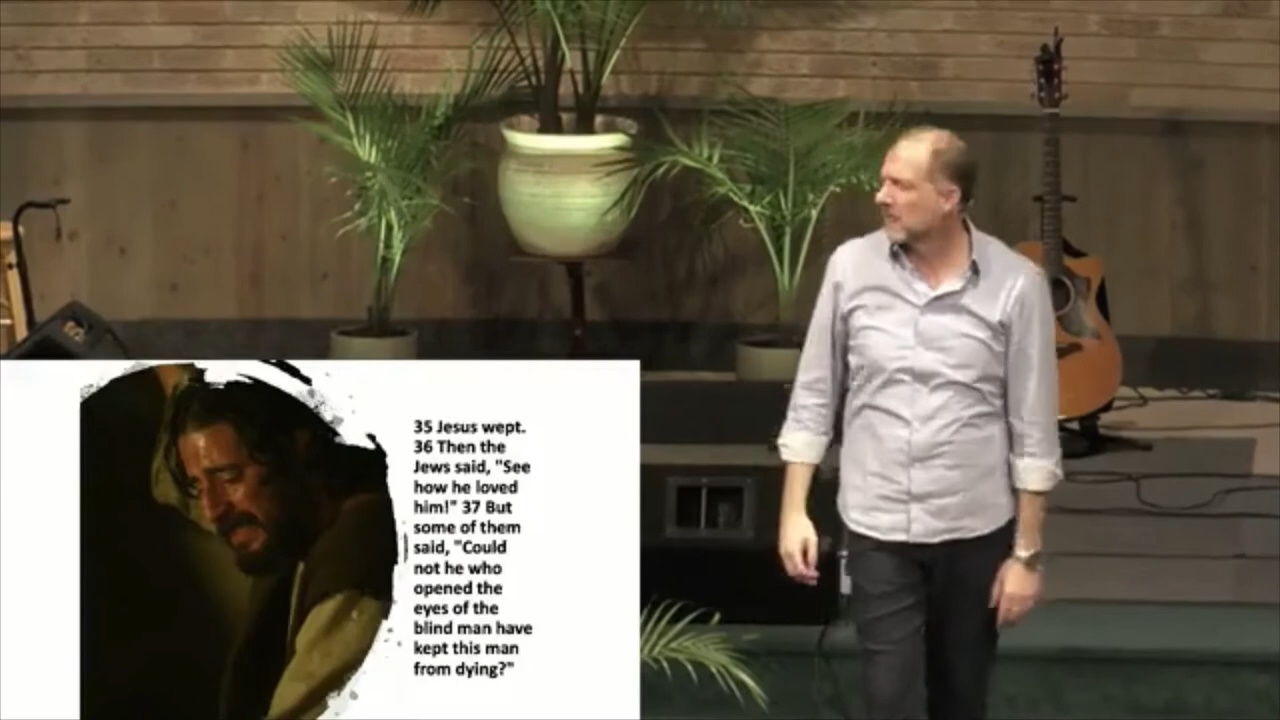 35 Jesus wept.
36 Then the
Jews said, "See
how he loved
him!" 37 But
some of them
said, "Could
not he who
opened the
eyes of the
blind man have
kept this man
from dying?"